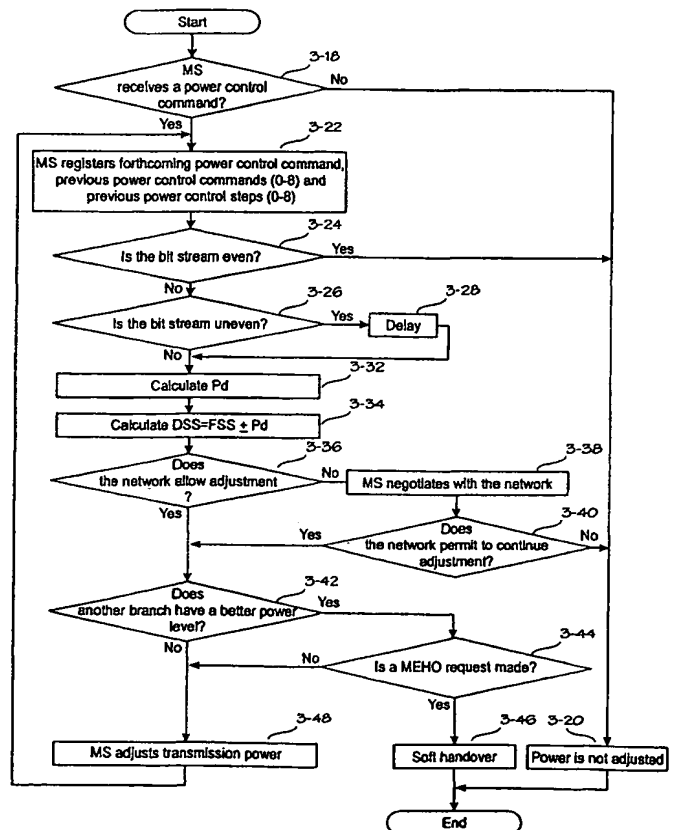 Start
3-18
MS
receives a power control
command?
No
Yes
3-22
MS registers forthcoming power control command,
previous power control commands (0-8) and
previous power control steps (0-8)
3-24
Is the bit stream even?
Yes
No
3-26
3-28
Is the bit stream uneven?
Yes
Delay
No
3-32
Calculate Pd
3-34
Calculate DSS=FSS ± Pd
3-36
Does
the network allow adjustment
?
No
3-38
MS negotiates with the network
Yes
3-40
Does
the network permit to continue
adjustment?
Yes
No
3-42
Does
another branch have a better power
level?
Yes
No
3-44
Is a MEHO request made?
No
Yes
3-48
MS adjusts transmission power
3-46
Soft handover
3-20
Power is not adjusted
End